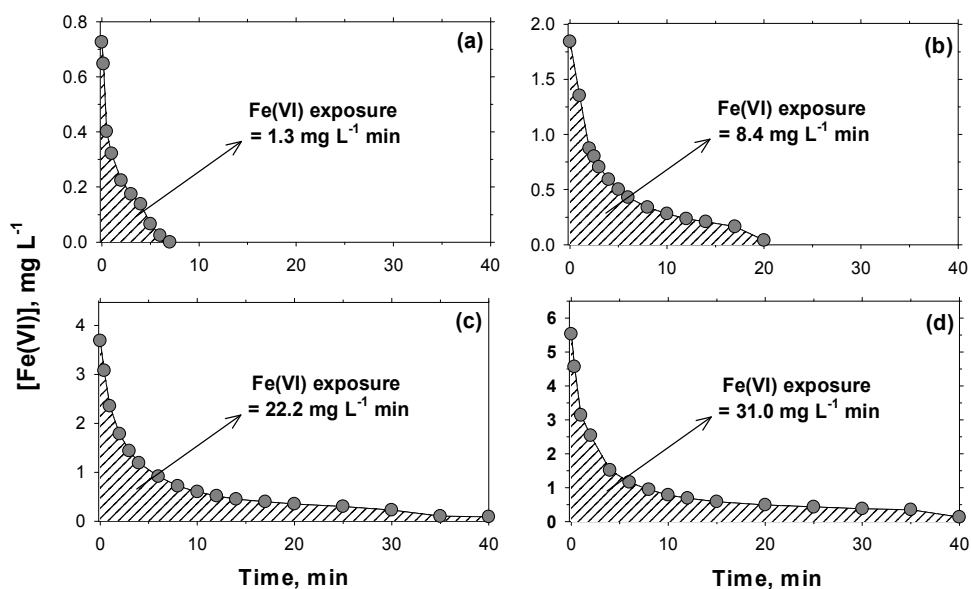 [Fe(VI)], mg L-1
0.8
0.6
0.4
0.2
0.0
(a)
Fe(VI) exposure
= 1.3 mg L-1 min
0 10 20 30 40
2.0
1.5
1.0
0.5
0.0
(b)
Fe(VI) exposure
= 8.4 mg L-1 min
0 10 20 30 40
4
3
2
1
0
(c)
Fe(VI) exposure
= 22.2 mg L-1 min
0 10 20 30 40
Time, min
6
5
4
3
2
1
0
(d)
Fe(VI) exposure
= 31.0 mg L-1 min
0 10 20 30 40
Time, min